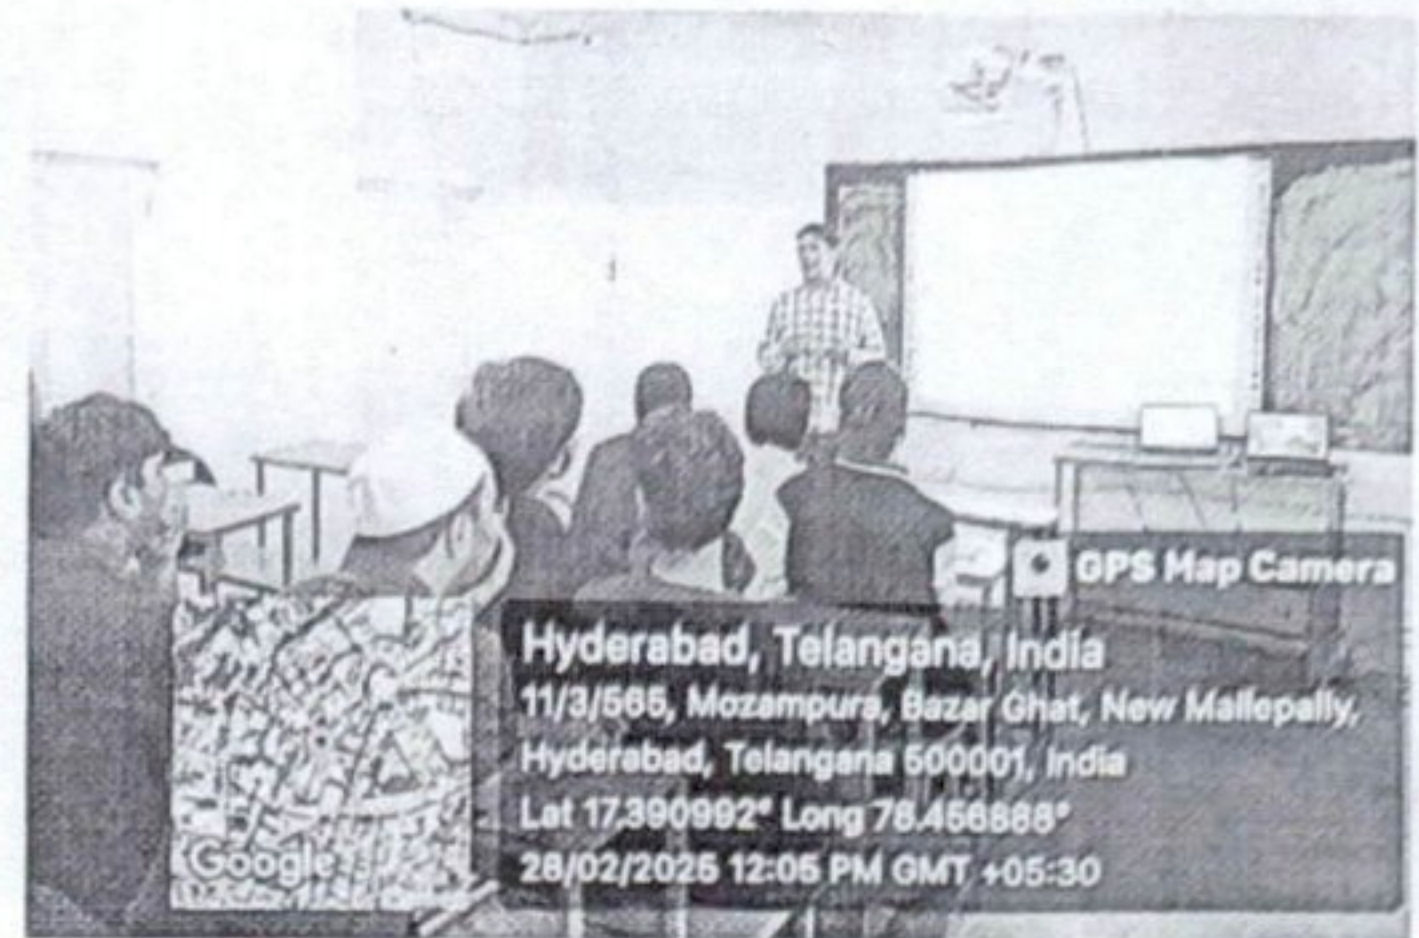 GPS Map Camera
Hyderabad, Telangana, India
11/3/565, Mozampura, Bazar Ghat, New Mallepally,
Hyderabad, Telangana 500001, India
Lat 17.390992° Long 78.456888°
28/02/2025 12:05 PM GMT +05:30
Google